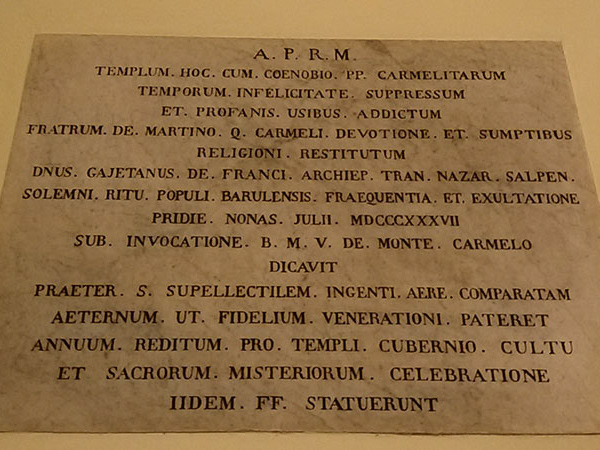 A. P. R. M.
TEMPLUM. HOC. CUM. COENOBIO. PP. CARMELITARUM
TEMPORUM. INFELICITATE. SUPPRESSUM
ET. PROFANIS. USIBUS. ADDICTUM
FRATRUM. DE. MARTINO. Q. CARMELI. DEVOTIONE. ET. SUMPTIBUS
RELIGIONI. RESTITUTUM
DNUS. GAJETANUS. DE. FRANCI. ARCHIEP. TRAN. NAZAR. SALPEN.
SOLEMNI. RITU. POPULI. BARULENSIS. FRAEQUENTIA. ET. EXULTATIONE
PRIDIE. NONAS. JULII. MDCCCXXXVII
SUB. INVOCATIONE. B. M. V. DE. MONTE. CARMELO
DICAVIT
PRAETER. S. SUPELLECTILEM. INGENTI. AERE. COMPARATAM
AETERNUM. UT. FIDELIUM. VENERATIONI. PATERET
ANNUUM. REDITUM. PRO. TEMPLI. CUBERNIO. CULTU
ET SACRORUM. MISTERIORUM. CELEBRATIONE
IIDEM. FF. STATUERUNT